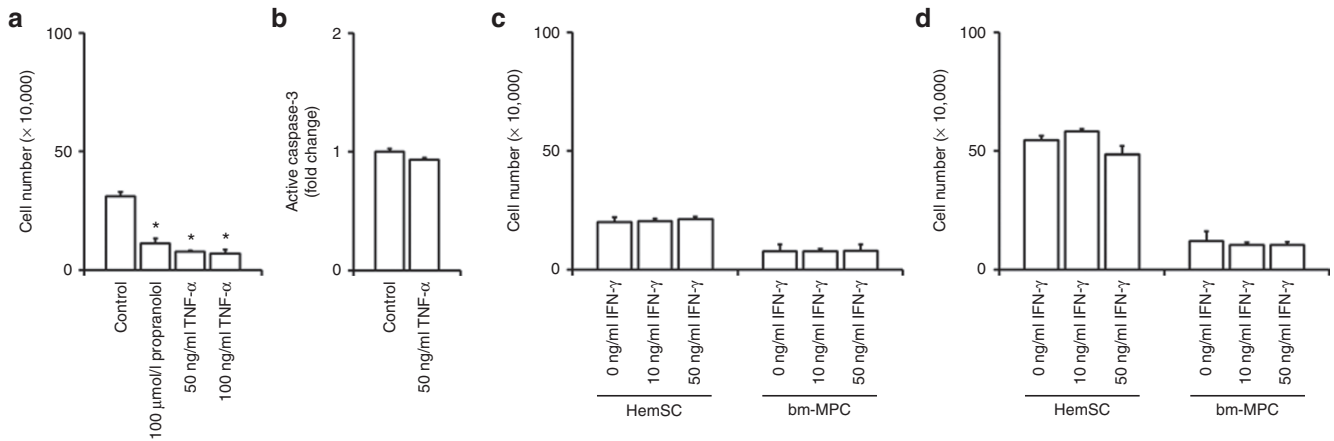 a
Cell number (× 10,000)
100
50
0
Control
100 μmol/l propranolol
50 ng/ml TNF-α
100 ng/ml TNF-α
*
*
*
b
Active caspase-3
(fold change)
2
1
0
Control
50 ng/ml TNF-α
c
Cell number (× 10,000)
100
50
0
0 ng/ml IFN-γ
10 ng/ml IFN-γ
50 ng/ml IFN-γ
HemSC
0 ng/ml IFN-γ
10 ng/ml IFN-γ
50 ng/ml IFN-γ
bm-MPC
d
Cell number (× 10,000)
100
50
0
0 ng/ml IFN-γ
10 ng/ml IFN-γ
50 ng/ml IFN-γ
HemSC
0 ng/ml IFN-γ
10 ng/ml IFN-γ
50 ng/ml IFN-γ
bm-MPC